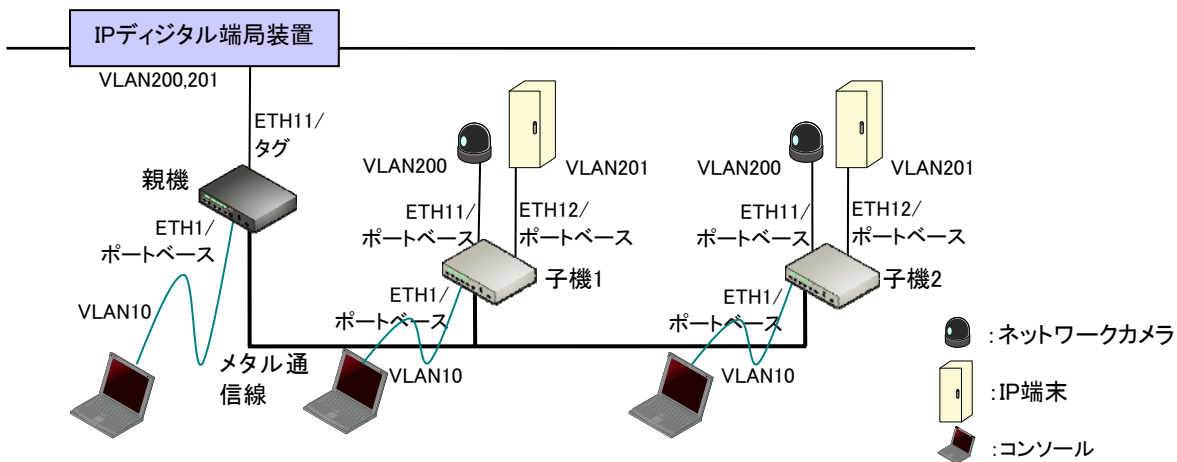 IPディジタル端局装置
VLAN200,201
ETH11/
タグ
親機
ETH1/
ポートベース
VLAN10
メタル通
信線
VLAN200
VLAN201
ETH11/
ポートベース
ETH12/
ポートベース
子機1
ETH1/
ポートベース
VLAN10
VLAN200
VLAN201
ETH11/
ポートベース
ETH12/
ポートベース
子機2
ETH1/
ポートベース
VLAN10
:ネットワークカメラ
:IP端末
:コンソール